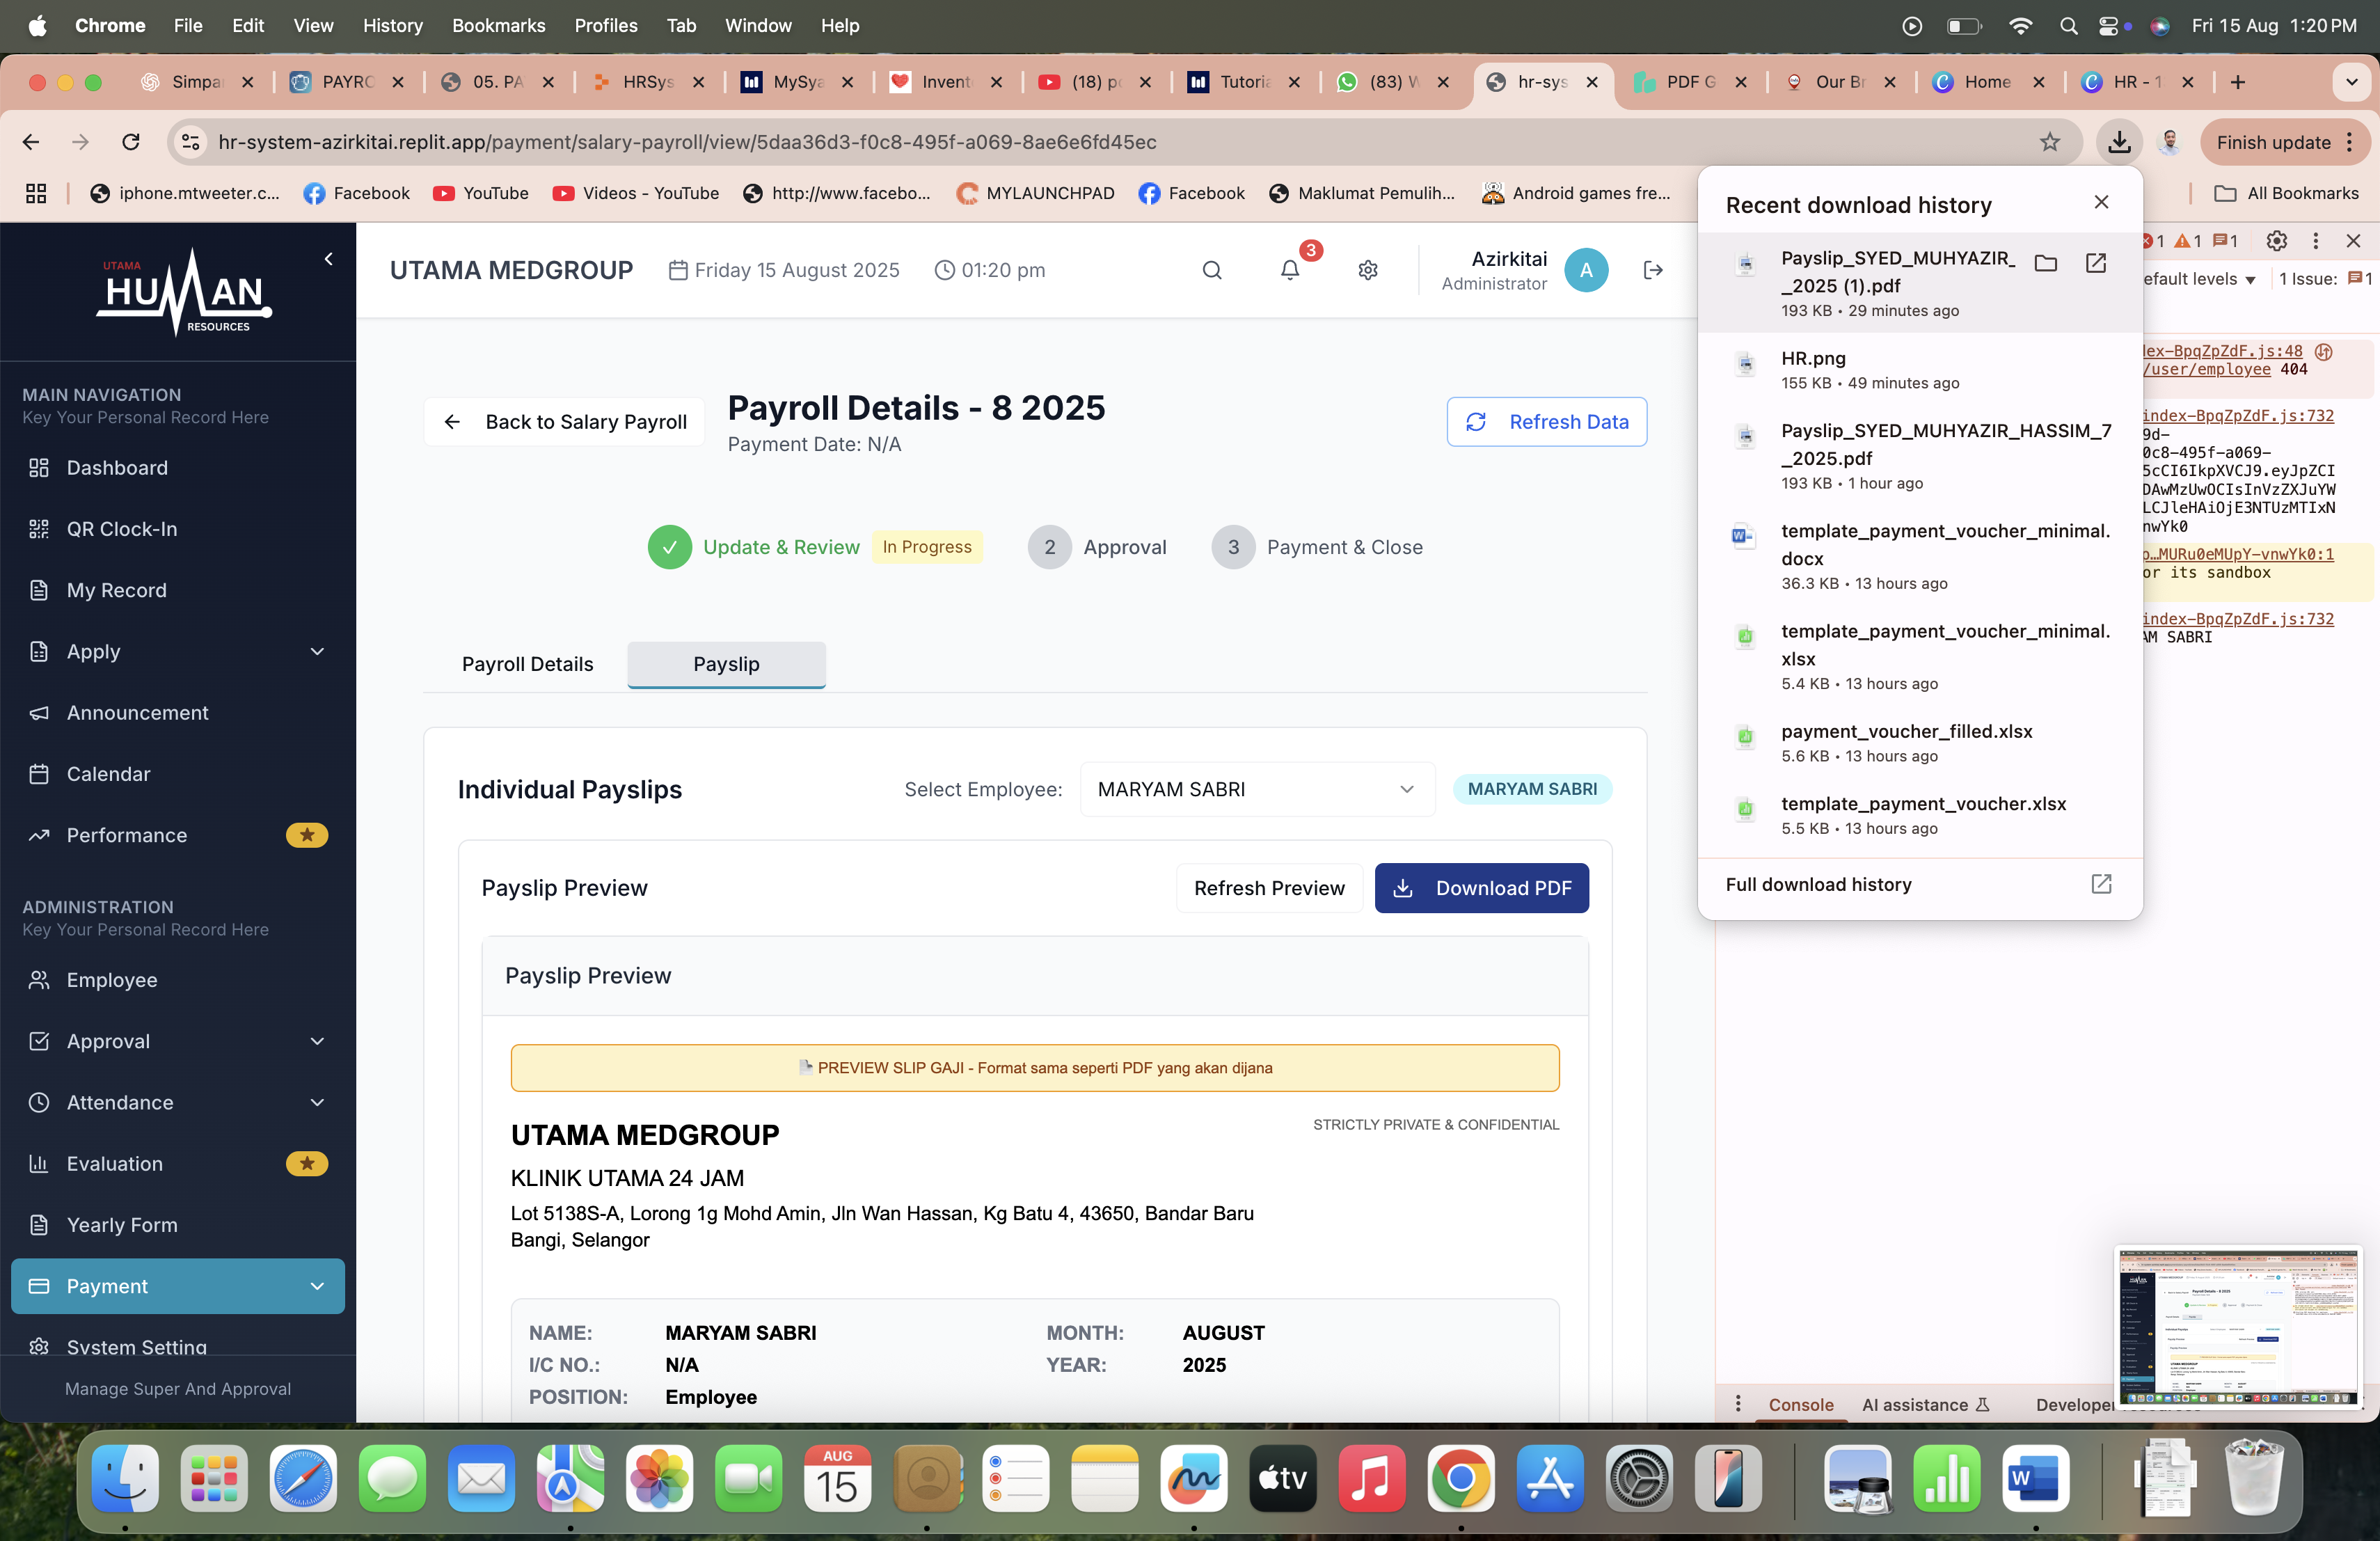 Chrome File Edit View History Bookmarks Profiles Tab Window Help
Fri 15 Aug 1:20 PM
Simpa
PAYRC
05. PA
HRSys
MySya
Invent
(18) p
Tutoria
(83) W
hr-sys
PDF G
Our Br
Home
HR - 1
hr-system-azirkitai.replit.app/payment/salary-payroll/view/5daa36d3-f0c8-495f-a069-8ae6e6fd45ec
Finish update
iphone.mtweeter.c...
Facebook
YouTube
Videos - YouTube
http://www.facebo...
MYLAUNCHPAD
Facebook
Maklumat Pemulih...
Android games fre...
All Bookmarks
UTAMA
HUMAN
RESOURCES
MAIN NAVIGATION
Key Your Personal Record Here
Dashboard
QR Clock-In
My Record
Apply
Announcement
Calendar
Performance
ADMINISTRATION
Key Your Personal Record Here
Employee
Approval
Attendance
Evaluation
Yearly Form
Payment
System Setting
Manage Super And Approval
UTAMA MEDGROUP
Friday 15 August 2025
01:20 pm
3
Azirkitai
Administrator
A
Back to Salary Payroll
Payroll Details - 8 2025
Payment Date: N/A
Refresh Data
Update & Review
In Progress
2 Approval
3 Payment & Close
Payroll Details
Payslip
Individual Payslips
Select Employee:
MARYAM SABRI
MARYAM SABRI
Payslip Preview
Refresh Preview
Download PDF
Payslip Preview
PREVIEW SLIP GAJI - Format sama seperti PDF yang akan dijana
UTAMA MEDGROUP
STRICTLY PRIVATE & CONFIDENTIAL
KLINIK UTAMA 24 JAM
Lot 5138S-A, Lorong 1g Mohd Amin, Jln Wan Hassan, Kg Batu 4, 43650, Bandar Baru
Bangi, Selangor
NAME: MARYAM SABRI MONTH: AUGUST
I/C NO.: N/A YEAR: 2025
POSITION: Employee
Recent download history
Payslip_SYED_MUHYAZIR_
_2025 (1).pdf
193 KB • 29 minutes ago
HR.png
155 KB • 49 minutes ago
Payslip_SYED_MUHYAZIR_HASSIM_7
_2025.pdf
193 KB • 1 hour ago
template_payment_voucher_minimal.
docx
36.3 KB • 13 hours ago
template_payment_voucher_minimal.
xlsx
5.4 KB • 13 hours ago
payment_voucher_filled.xlsx
5.6 KB • 13 hours ago
template_payment_voucher.xlsx
5.5 KB • 13 hours ago
Full download history
1 1 1
efault levels
1 Issue: 1
dex-BpqZpZdF.js:48
/user/employee 404
index-BpqZpZdF.js:732
9d-
0c8-495f-a069-
5cCI6IkpXVCJ9.eyJpZCI
DAwMzUwOCIsInVzZXJuYW
LCJleHAiOjE3NTUzMTIxN
nwYk0
p…MURu0eMUpY-vnwYk0:1
or its sandbox
index-BpqZpZdF.js:732
AM SABRI
Console
AI assistance
Developer
AUG
15
tv
W